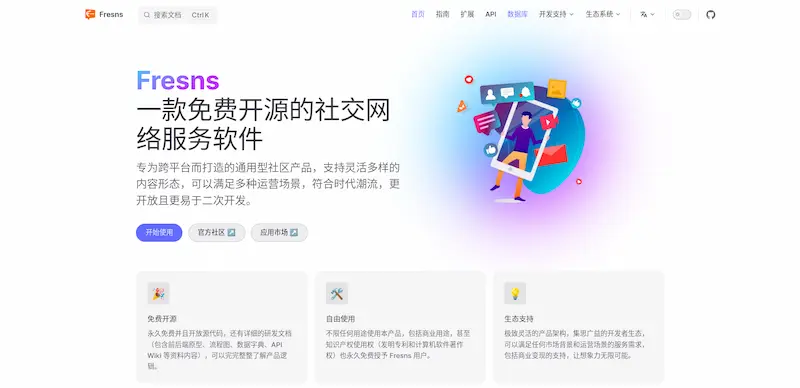 Fresns
搜索文档
Ctrl K
首页
指南
扩展
API
数据库
开发支持
生态系统
Fresns
一款免费开源的社交网
络服务软件
专为跨平台而打造的通用型社区产品，支持灵活多样的
内容形态，可以满足多种运营场景，符合时代潮流，更
开放且更易于二次开发。
开始使用
官方社区 ↗️
应用市场 ↗️
免费开源
永久免费并且开放源代码，还有详细的研发文档
（包含前后端原型、流程图、数据字典、API
Wiki 等资料内容），可以完完整整了解产品逻
辑。
自由使用
不限任何用途使用本产品，包括商业用途，甚至
知识产权使用权（发明专利和计算机软件著作
权）也永久免费授予 Fresns 用户。
生态支持
极致灵活的产品架构，集思广益的开发者生态，
可以满足任何市场背景和运营场景的服务需求，
包括商业变现的支持，让想象力无限可能。